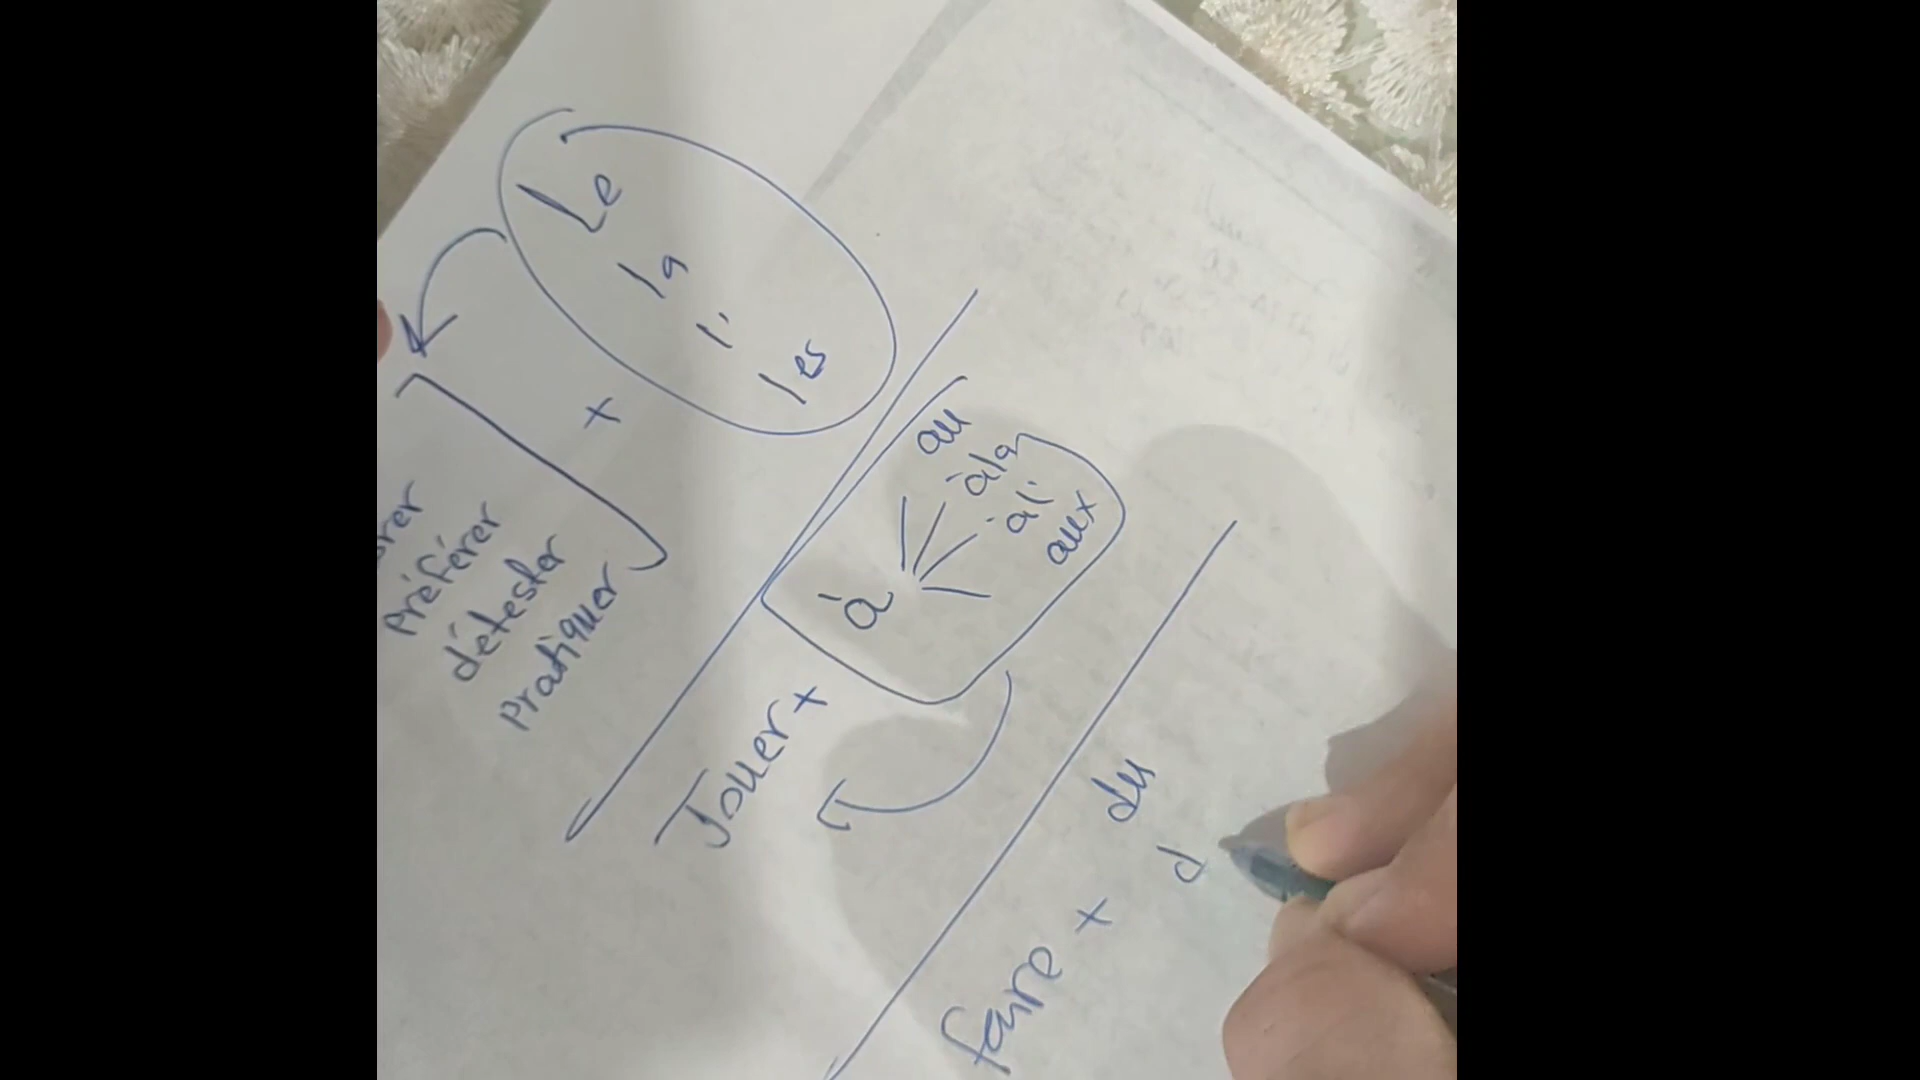 Le
la
l'
les
+
Préférer
détester
Pratiquer
au
à la
à l'
aux
à
Jouer +
du
d
faire +